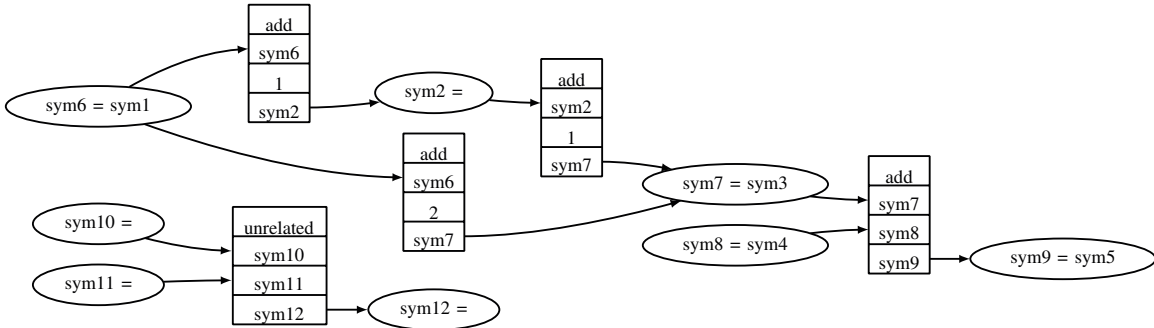 sym6 = sym1
add
sym6
1
sym2
sym2 =
add
sym2
1
sym7
add
sym6
2
sym7
sym7 = sym3
sym8 = sym4
add
sym7
sym8
sym9
sym9 = sym5
sym10 =
sym11 =
unrelated
sym10
sym11
sym12
sym12 =